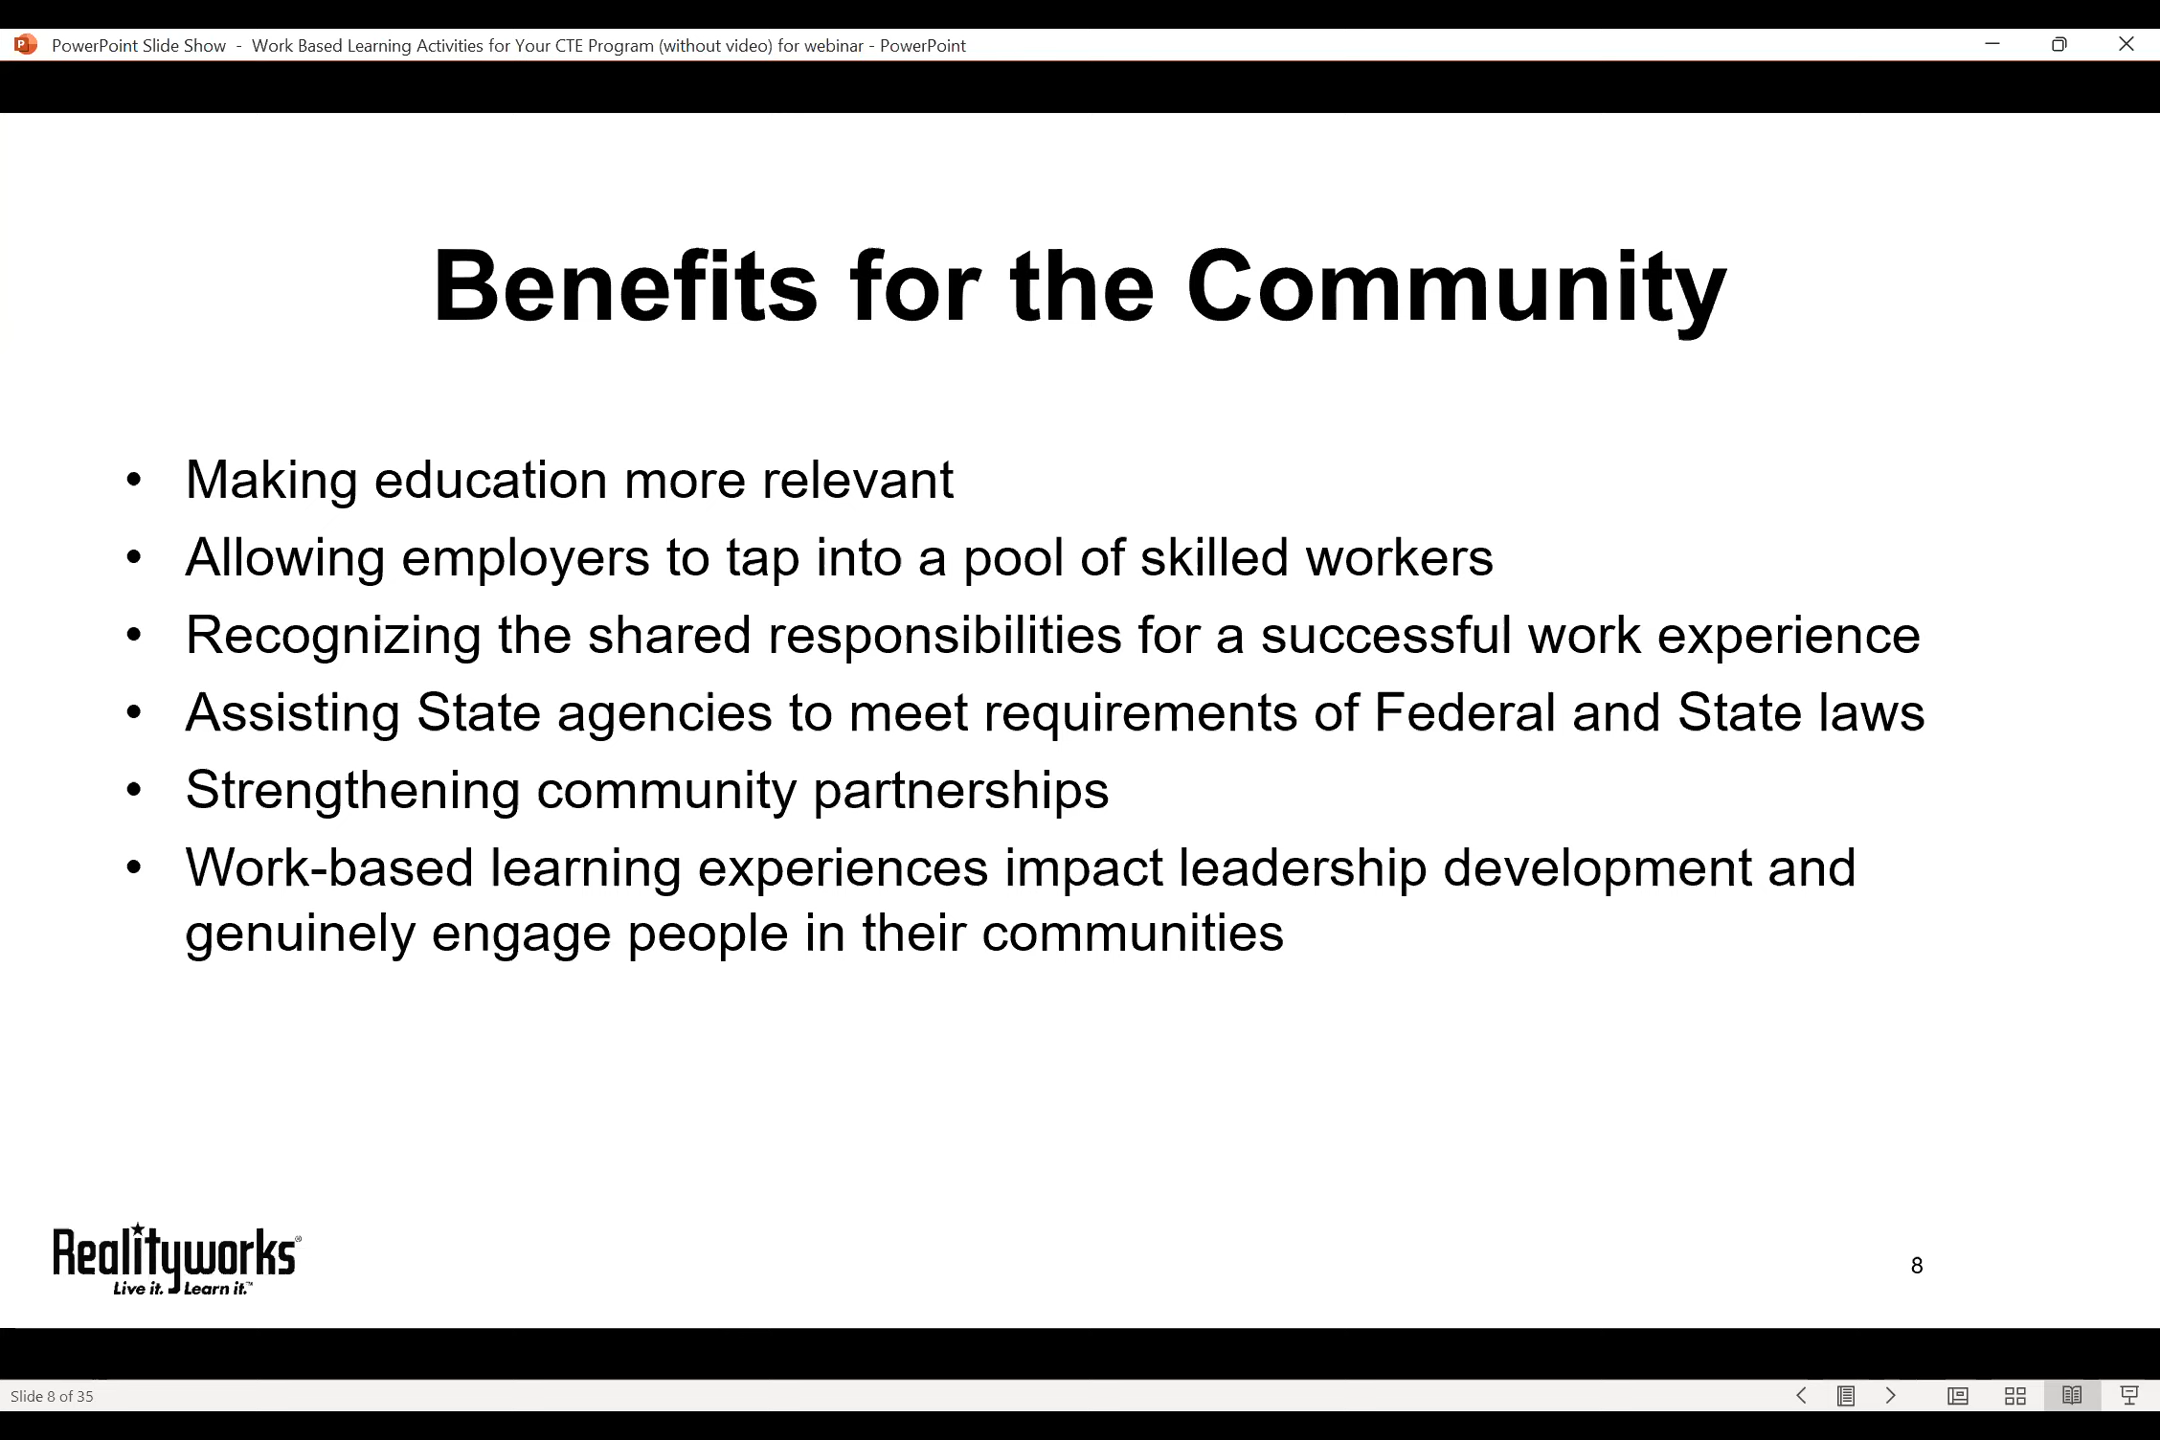 PowerPoint Slide Show - Work Based Learning Activities for Your CTE Program (without video) for webinar - PowerPoint
Benefits for the Community
• Making education more relevant
• Allowing employers to tap into a pool of skilled workers
• Recognizing the shared responsibilities for a successful work experience
• Assisting State agencies to meet requirements of Federal and State laws
• Strengthening community partnerships
• Work-based learning experiences impact leadership development and
genuinely engage people in their communities
Realityworks®
Live it. Learn it.™
8
Slide 8 of 35